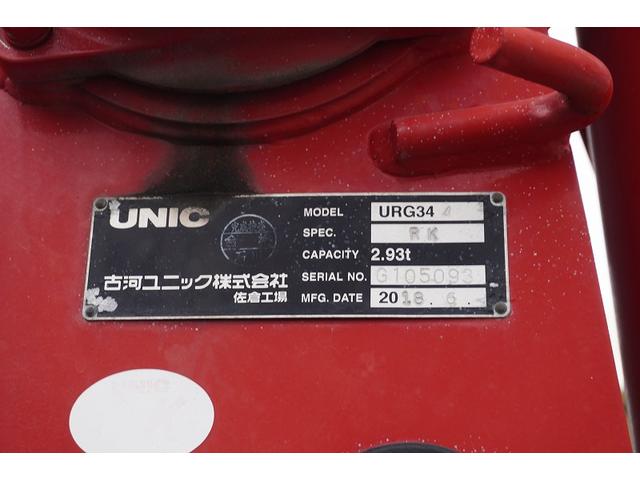 UNIC
古河ユニック株式会社
佐倉工場
MODEL URG34 4
SPEC. RK
CAPACITY 2.93t
SERIAL NO. G105093
MFG. DATE 2018.6.